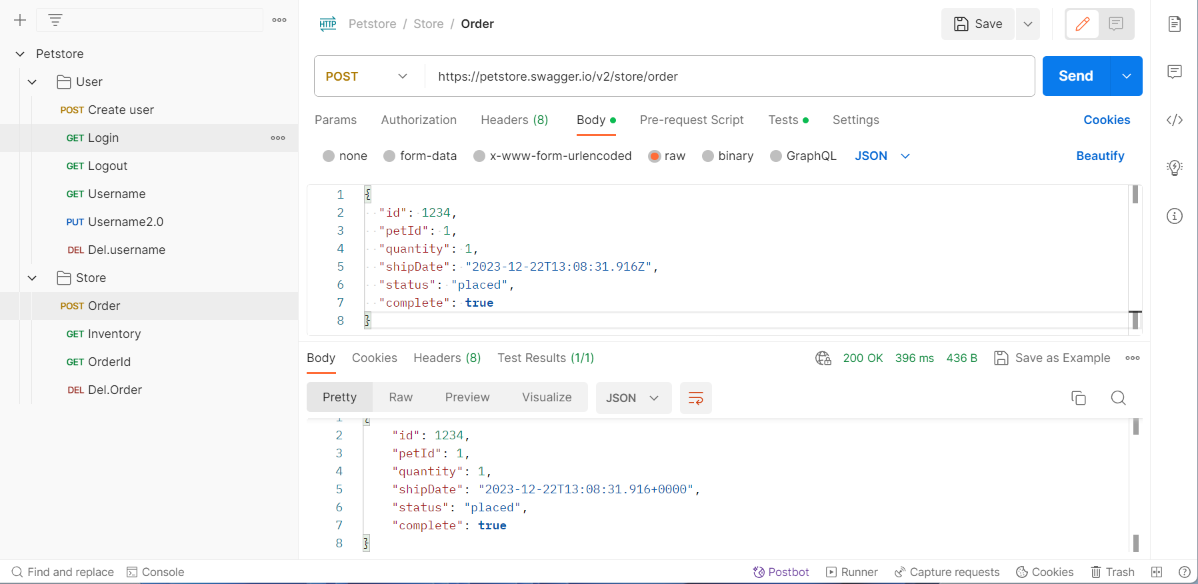 Petstore
User
POST Create user
GET Login
GET Logout
GET Username
PUT Username2.0
DEL Del.username
Store
POST Order
GET Inventory
GET OrderId
DEL Del.Order
HTTP Petstore / Store / Order
Save
POST https://petstore.swagger.io/v2/store/order
Send
Params Authorization Headers (8) Body Pre-request Script Tests Settings Cookies
none form-data x-www-form-urlencoded raw binary GraphQL JSON Beautify
1 {
2 "id": 1234,
3 "petId": 1,
4 "quantity": 1,
5 "shipDate": "2023-12-22T13:08:31.916Z",
6 "status": "placed",
7 "complete": true
8 }
Body Cookies Headers (8) Test Results (1/1) 200 OK 396 ms 436 B Save as Example
Pretty Raw Preview Visualize JSON
1 {
2 "id": 1234,
3 "petId": 1,
4 "quantity": 1,
5 "shipDate": "2023-12-22T13:08:31.916+0000",
6 "status": "placed",
7 "complete": true
8 }
Find and replace Console Postbot Runner Capture requests Cookies Trash